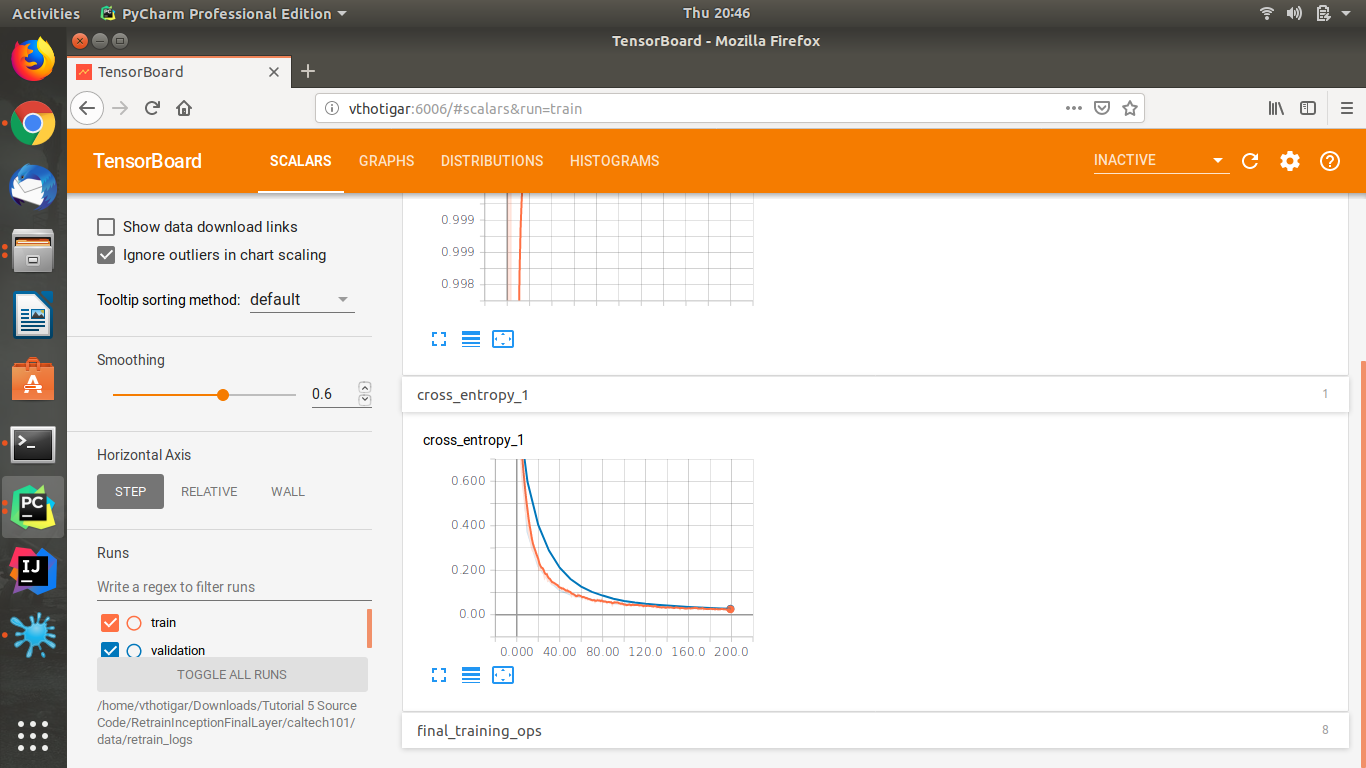 Activities PyCharm Professional Edition Thu 20:46
TensorBoard - Mozilla Firefox
TensorBoard
vthotigar:6006/#scalars&run=train
TensorBoard SCALARS GRAPHS DISTRIBUTIONS HISTOGRAMS INACTIVE
Show data download links
Ignore outliers in chart scaling
Tooltip sorting method: default
Smoothing
0.6
Horizontal Axis
STEP RELATIVE WALL
Runs
Write a regex to filter runs
train
validation
TOGGLE ALL RUNS
/home/vthotigar/Downloads/Tutorial 5 Source
Code/RetrainInceptionFinalLayer/caltech101/
data/retrain_logs
0.999
0.999
0.998
cross_entropy_1 1
cross_entropy_1
0.600
0.400
0.200
0.00
0.000 40.00 80.00 120.0 160.0 200.0
final_training_ops 8
PC
IJ